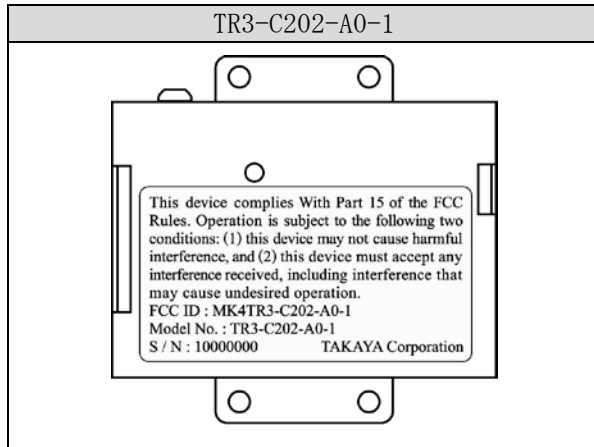 TR3-C202-A0-1
This device complies With Part 15 of the FCC
Rules. Operation is subject to the following two
conditions: (1) this device may not cause harmful
interference, and (2) this device must accept any
interference received, including interference that
may cause undesired operation.
FCC ID : MK4TR3-C202-A0-1
Model No. : TR3-C202-A0-1
S / N : 10000000 TAKAYA Corporation